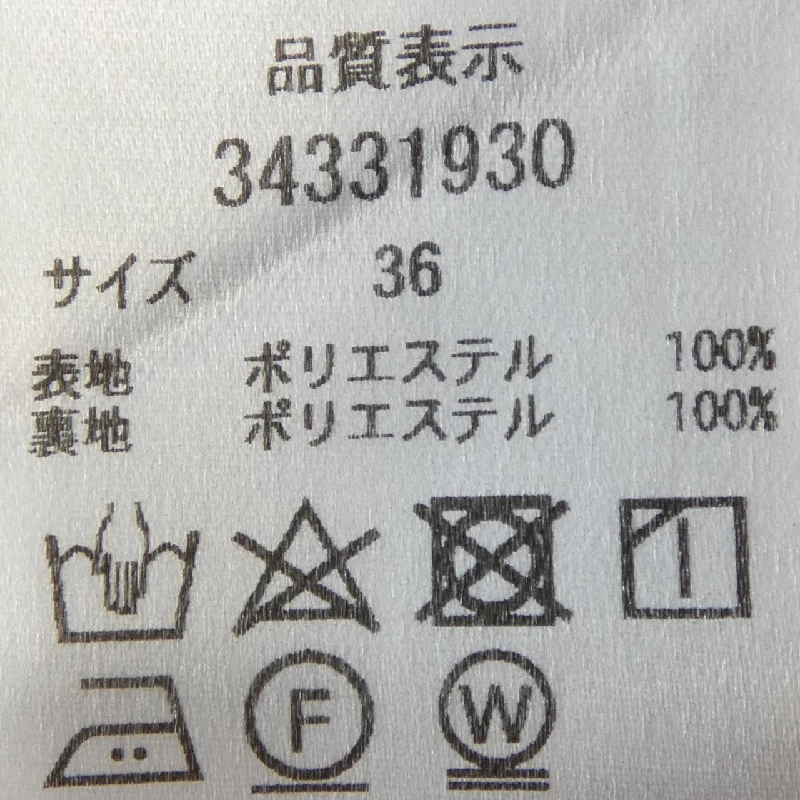 品質表示
34331930
サイズ 36
表地 ポリエステル 100%
裏地 ポリエステル 100%
F W